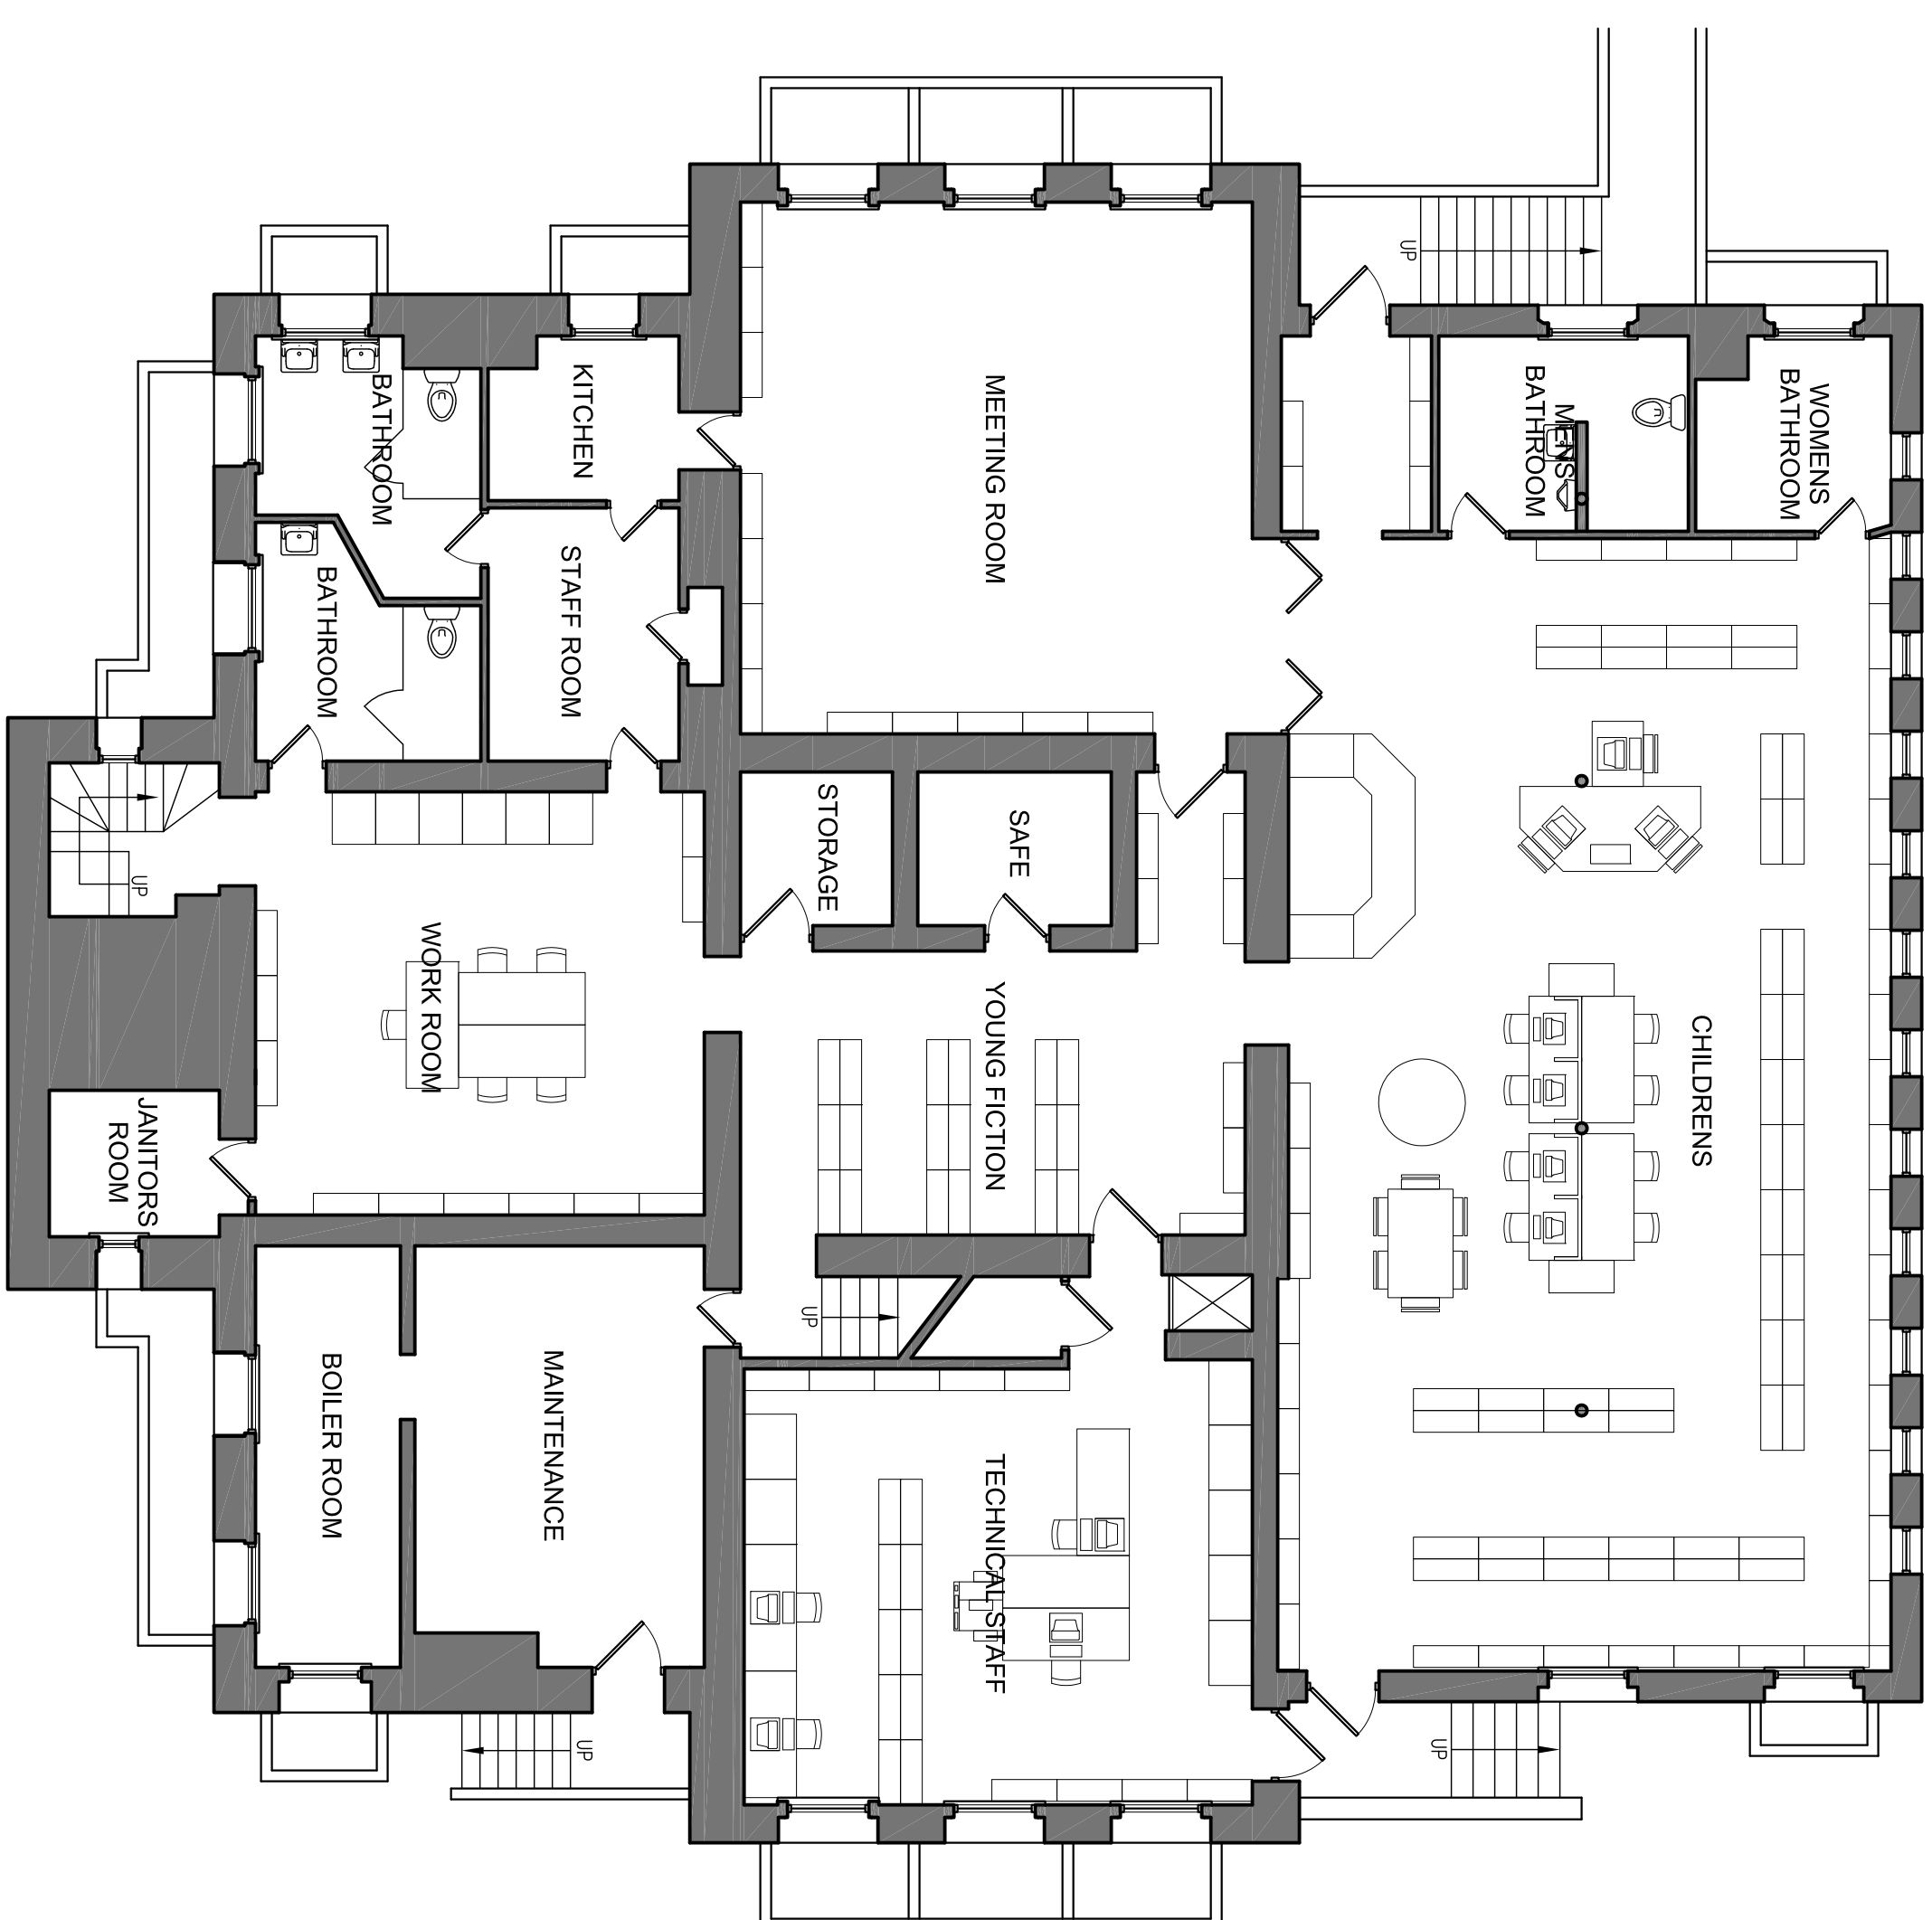 WOMENS
BATHROOM
MENS
BATHROOM
UP
CHILDRENS
UP
MEETING ROOM
SAFE
YOUNG FICTION
TECHNICAL STAFF
STORAGE
UP
KITCHEN
STAFF ROOM
UP
MAINTENANCE
WORK ROOM
BATHROOM
BATHROOM
BOILER ROOM
UP
JANITORS
ROOM